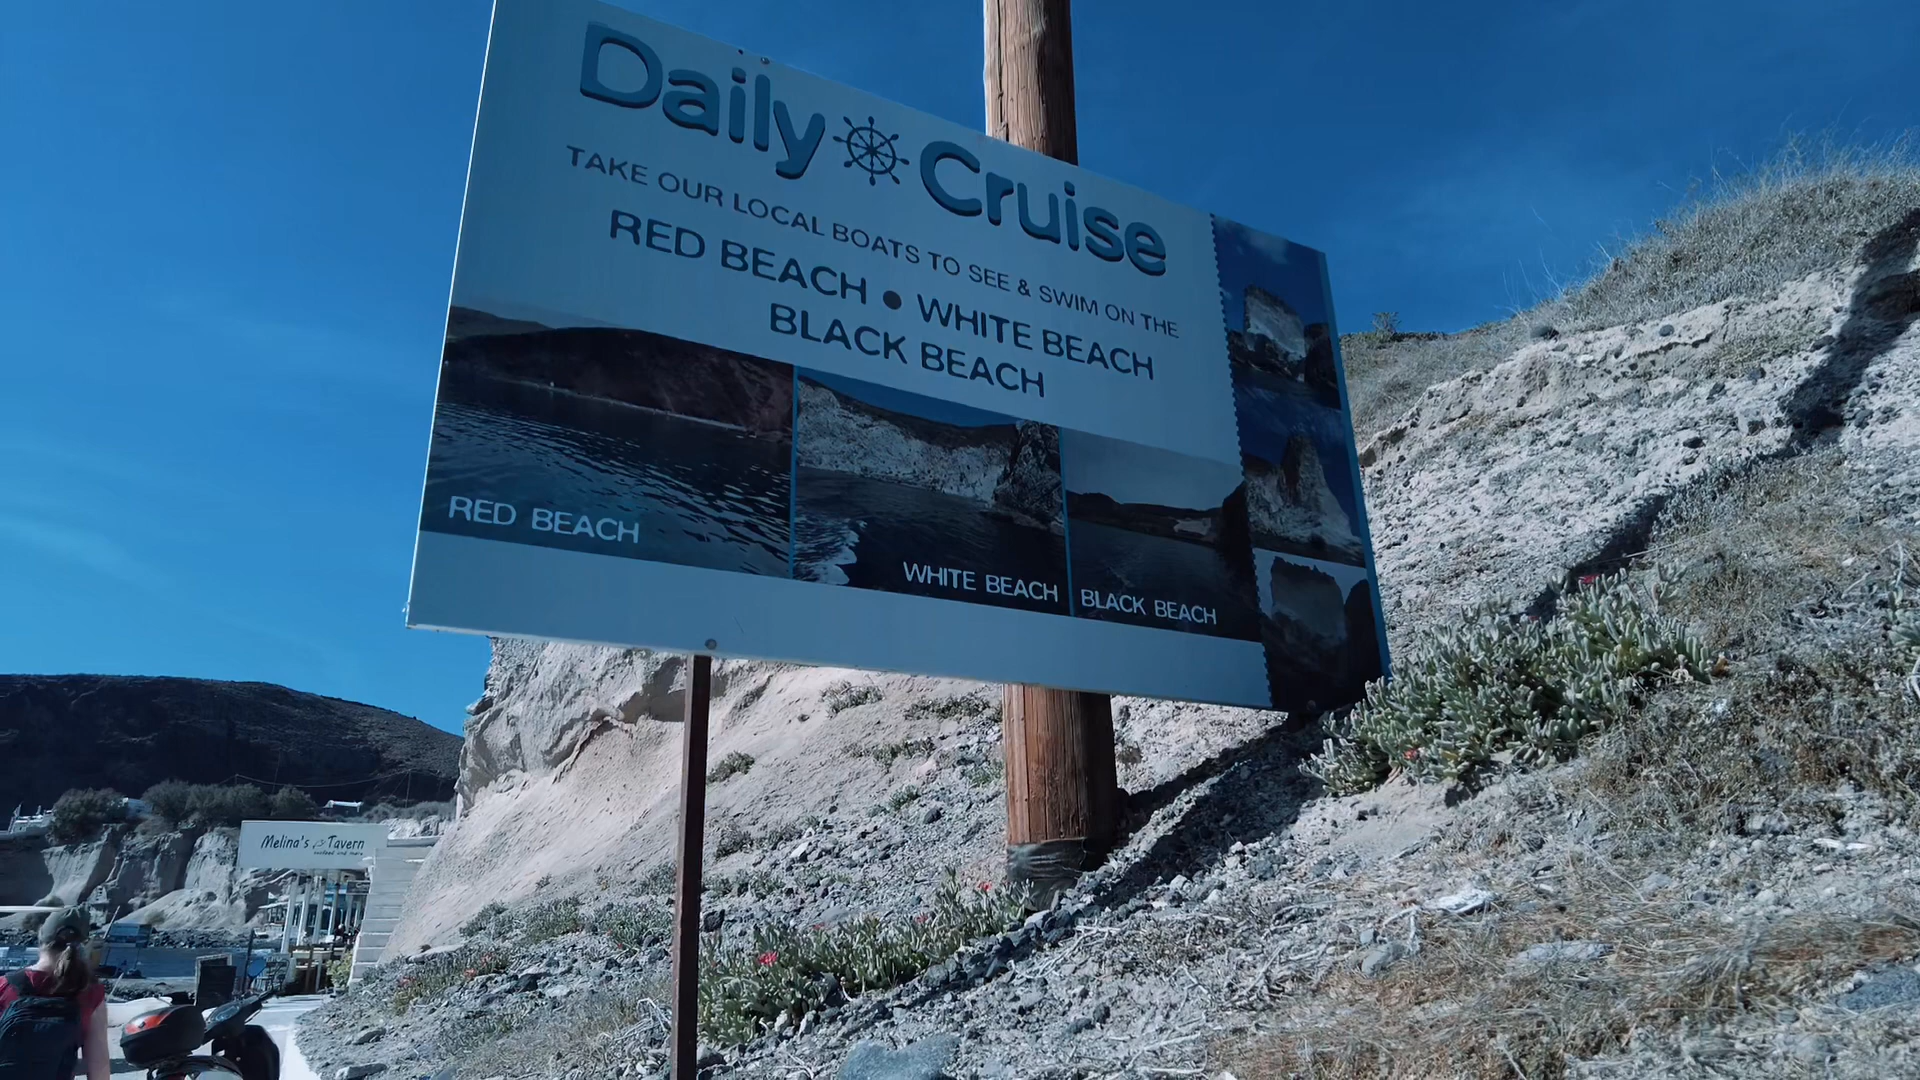 Daily Cruise
TAKE OUR LOCAL BOATS TO SEE & SWIM ON THE
RED BEACH ● WHITE BEACH
BLACK BEACH
RED BEACH
WHITE BEACH
BLACK BEACH
Melina's Tavern